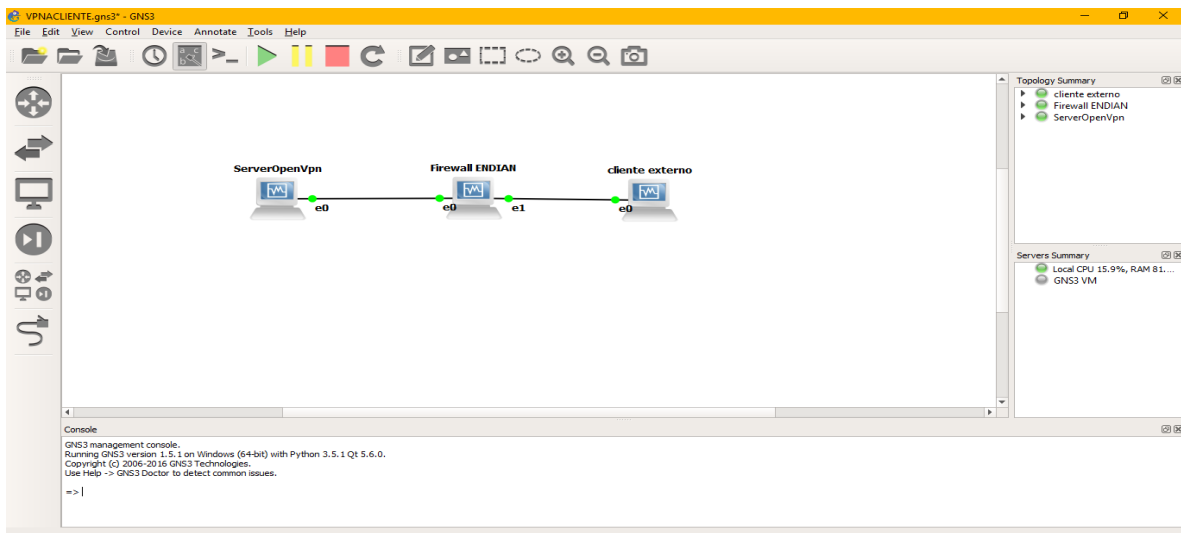 VPNACLIENTE.gns3* - GNS3
File Edit View Control Device Annotate Tools Help
Topology Summary
cliente externo
Firewall ENDIAN
ServerOpenVpn
ServerOpenVpn
Firewall ENDIAN
cliente externo
e0
e0
e1
e0
Servers Summary
Local CPU 15.9%, RAM 81....
GNS3 VM
Console
GNS3 management console.
Running GNS3 version 1.5.1 on Windows (64-bit) with Python 3.5.1 Qt 5.6.0.
Copyright (c) 2006-2016 GNS3 Technologies.
Use Help -> GNS3 Doctor to detect common issues.
=>